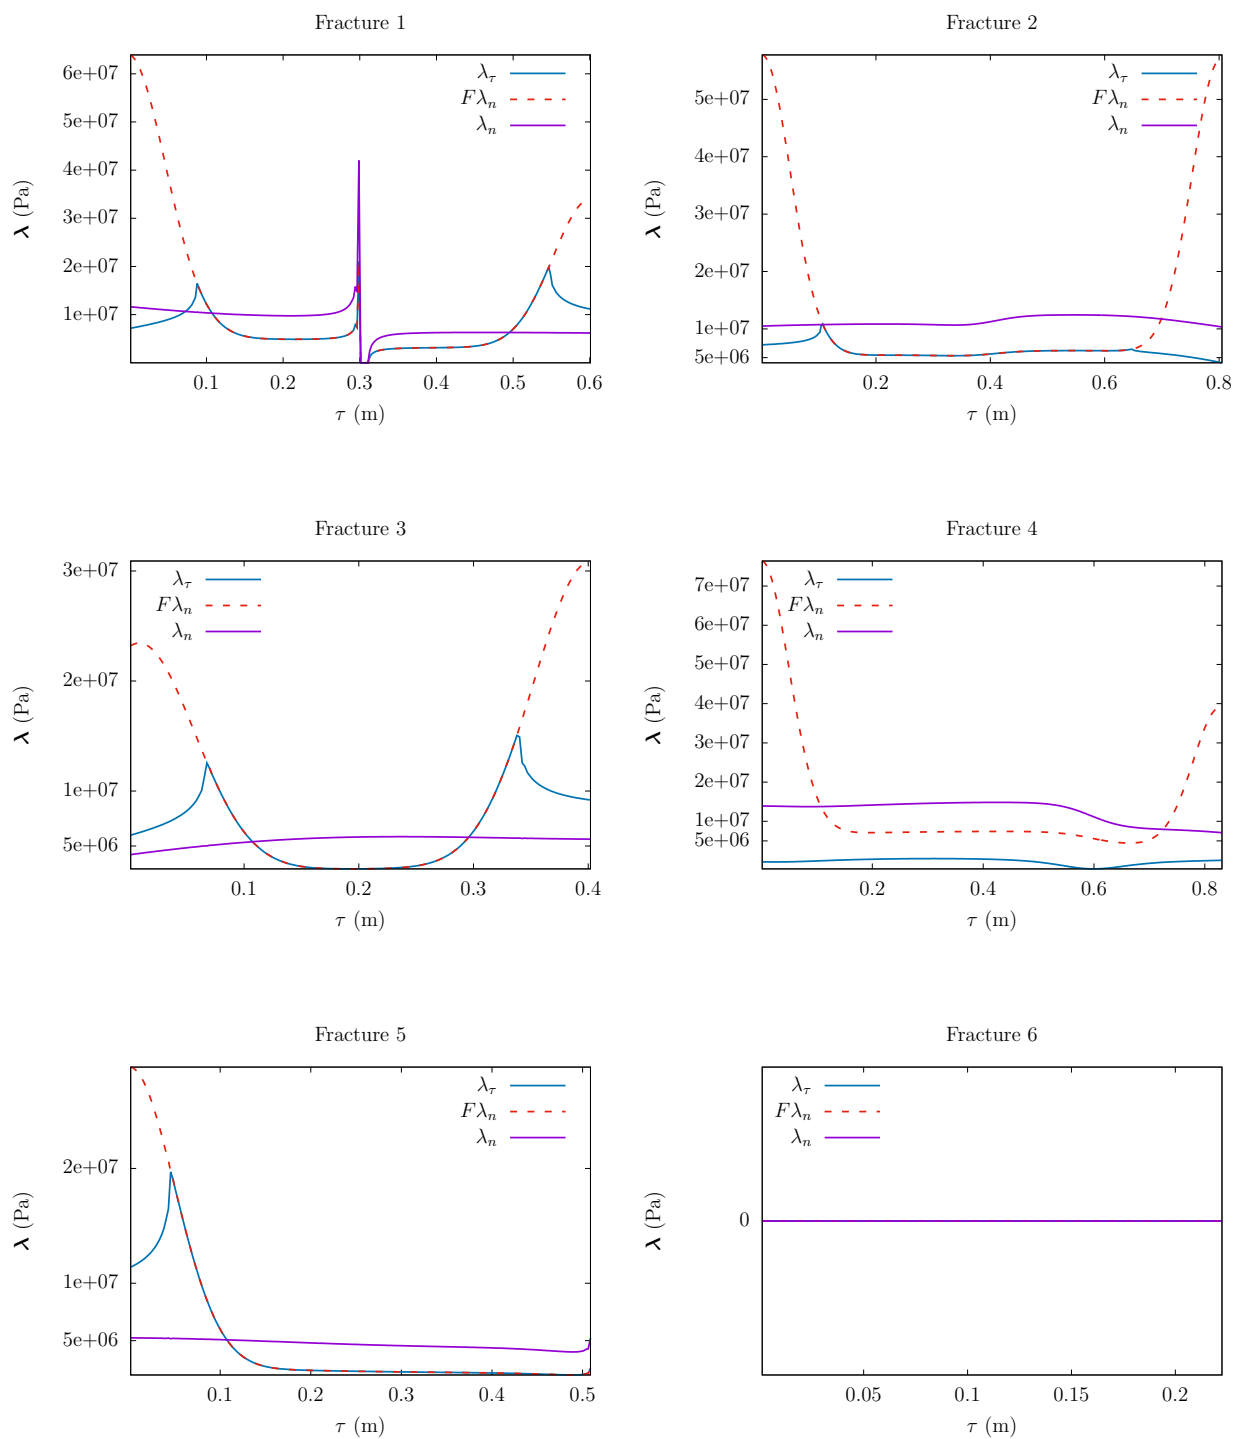 Fracture 1
λτ
Fλn
λn
6e+07
5e+07
4e+07
3e+07
2e+07
1e+07
λ (Pa)
0.1 0.2 0.3 0.4 0.5 0.6
τ (m)
Fracture 2
λτ
Fλn
λn
5e+07
4e+07
3e+07
2e+07
1e+07
5e+06
λ (Pa)
0.2 0.4 0.6 0.8
τ (m)
Fracture 3
λτ
Fλn
λn
3e+07
2e+07
1e+07
5e+06
λ (Pa)
0.1 0.2 0.3 0.4
τ (m)
Fracture 4
λτ
Fλn
λn
7e+07
6e+07
5e+07
4e+07
3e+07
2e+07
1e+07
5e+06
λ (Pa)
0.2 0.4 0.6 0.8
τ (m)
Fracture 5
λτ
Fλn
λn
2e+07
1e+07
5e+06
λ (Pa)
0.1 0.2 0.3 0.4 0.5
τ (m)
Fracture 6
λτ
Fλn
λn
0
λ (Pa)
0.05 0.1 0.15 0.2
τ (m)